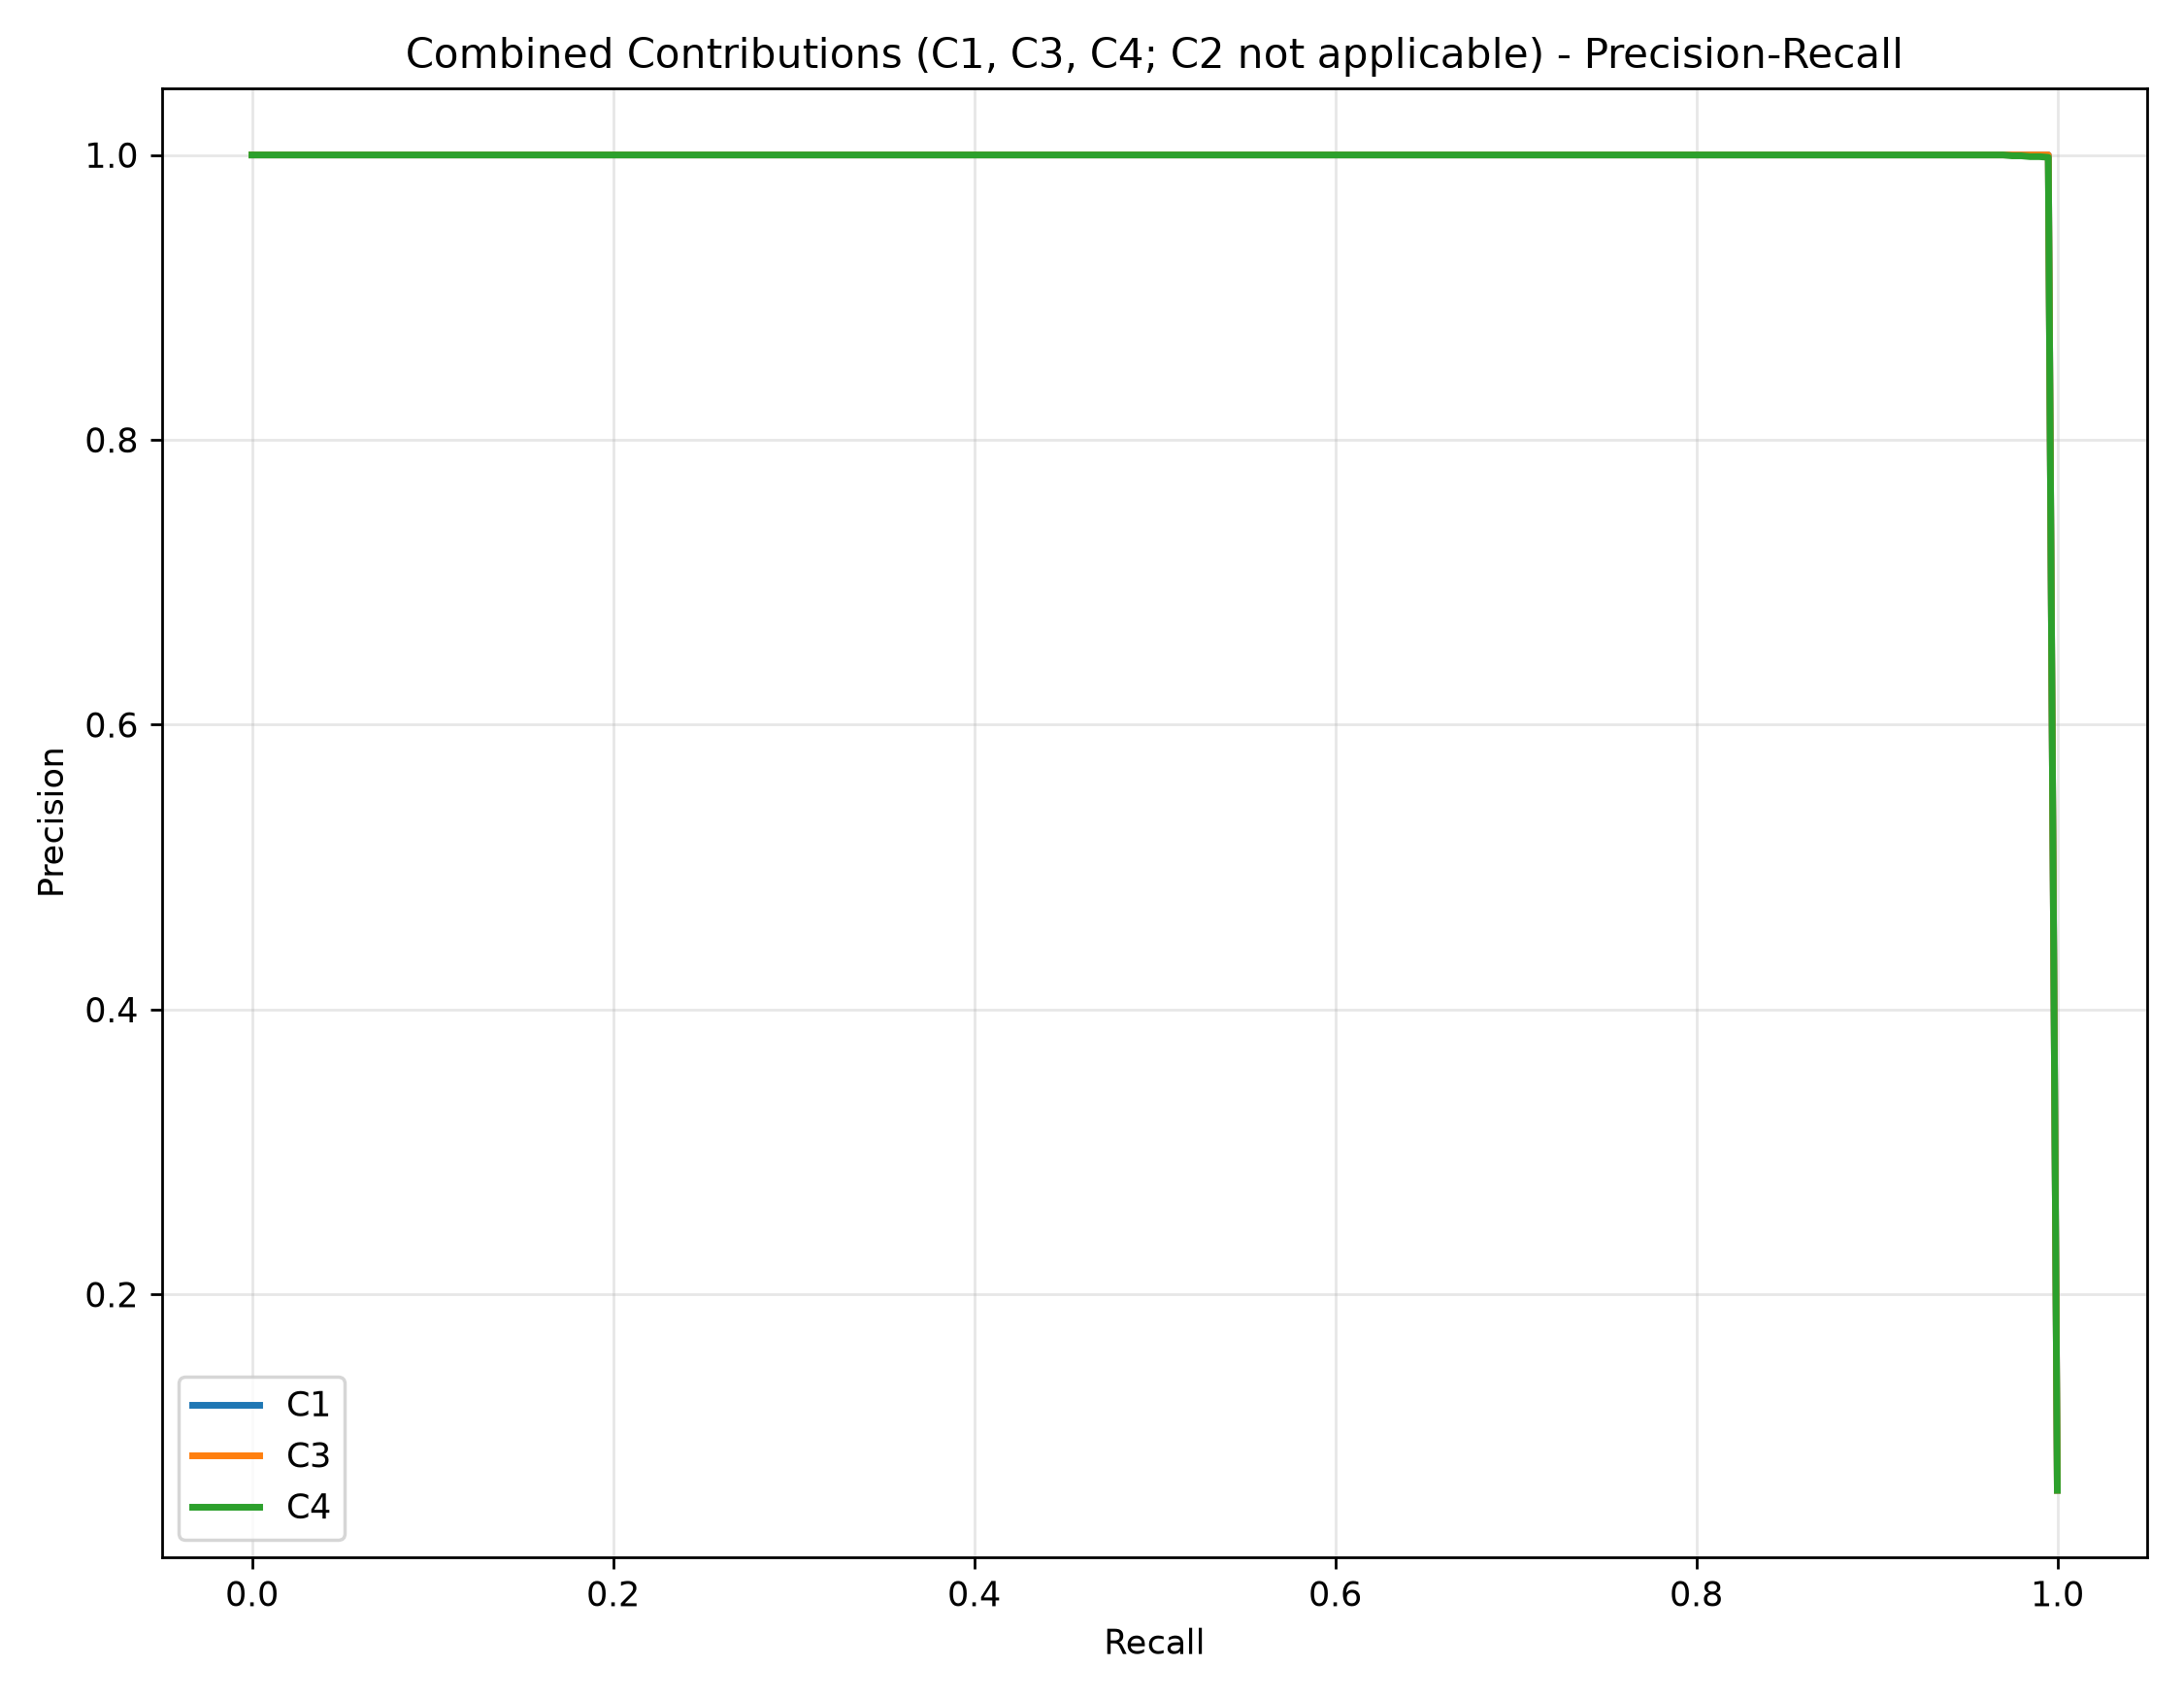 Combined Contributions (C1, C3, C4; C2 not applicable) - Precision-Recall
1.0
0.8
0.6
0.4
0.2
Precision
C1
C3
C4
0.0 0.2 0.4 0.6 0.8 1.0
Recall